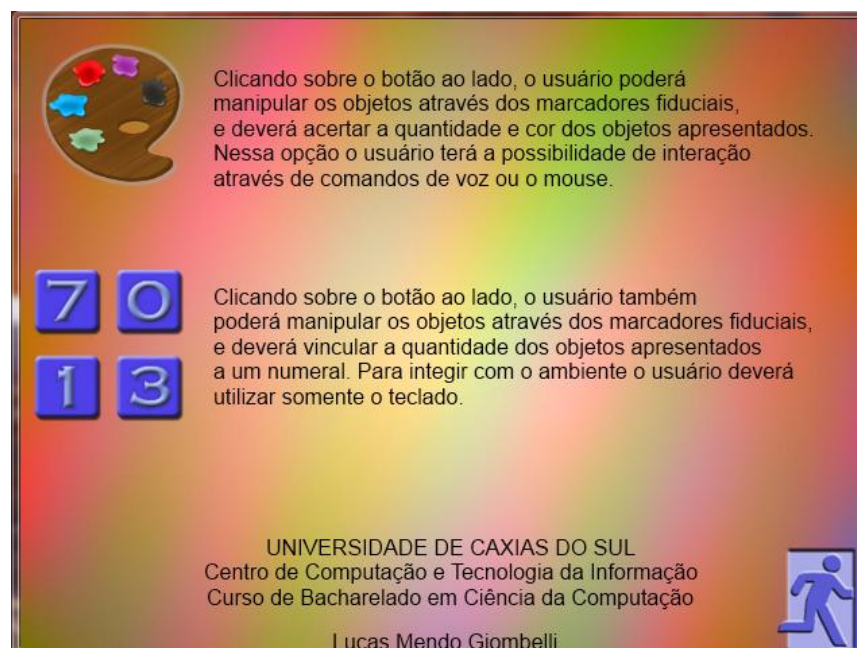 Clicando sobre o botão ao lado, o usuário poderá
manipular os objetos através dos marcadores fiduciais,
e deverá acertar a quantidade e cor dos objetos apresentados.
Nessa opção o usuário terá a possibilidade de interação
através de comandos de voz ou o mouse.
7 0
1 3
Clicando sobre o botão ao lado, o usuário também
poderá manipular os objetos através dos marcadores fiduciais,
e deverá vincular a quantidade dos objetos apresentados
a um numeral. Para integir com o ambiente o usuário deverá
utilizar somente o teclado.
UNIVERSIDADE DE CAXIAS DO SUL
Centro de Computação e Tecnologia da Informação
Curso de Bacharelado em Ciência da Computação
Lucas Mendo Giombelli